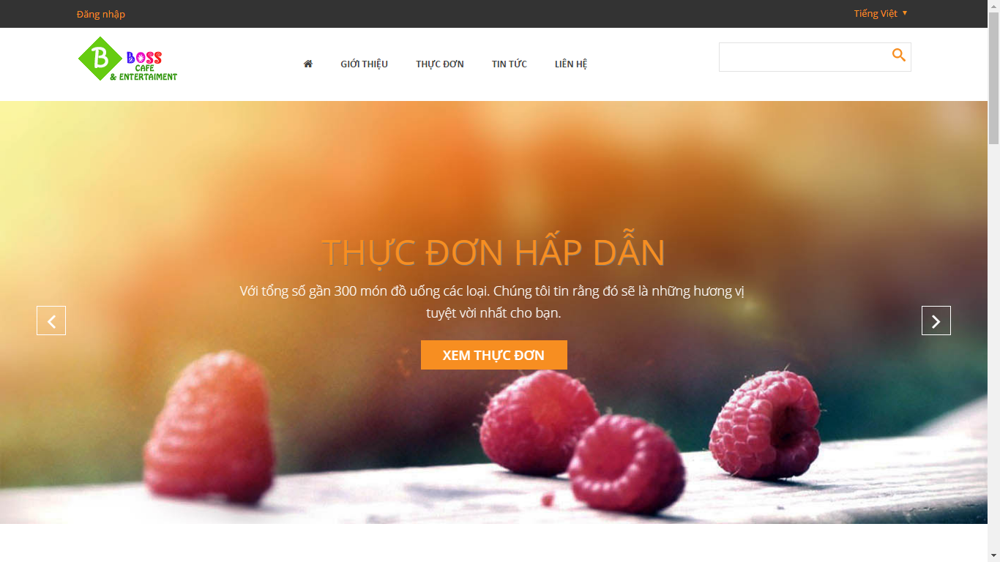 Đăng nhập
Tiếng Việt
B
BOSS
CAFE
& ENTERTAIMENT
GIỚI THIỆU
THỰC ĐƠN
TIN TỨC
LIÊN HỆ
THỰC ĐƠN HẤP DẪN
Với tổng số gần 300 món đồ uống các loại. Chúng tôi tin rằng đó sẽ là những hương vị
tuyệt vời nhất cho bạn.
XEM THỰC ĐƠN